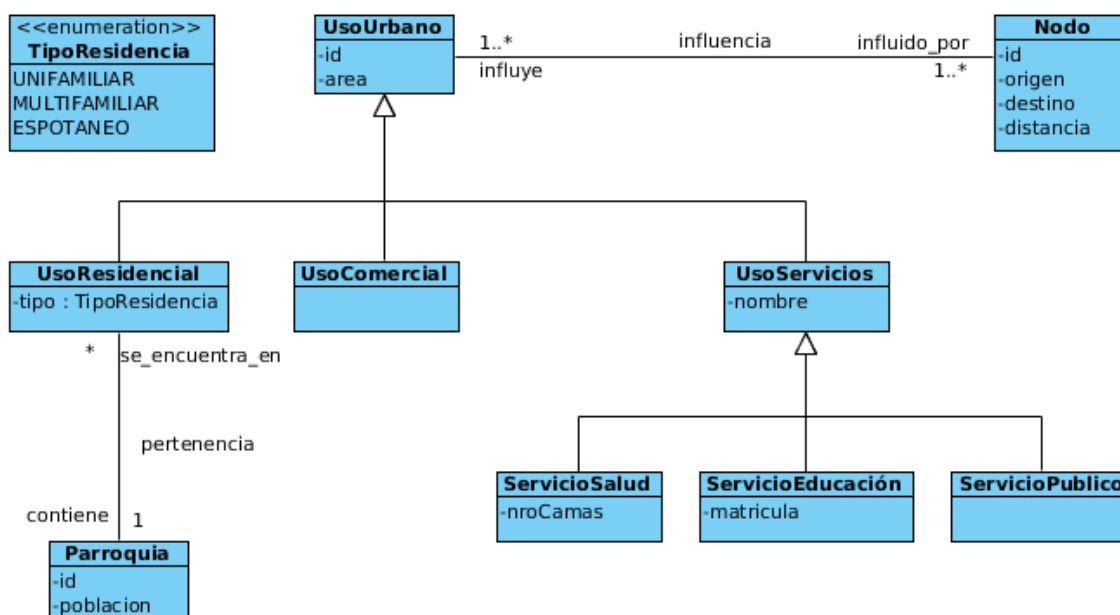 <<enumeration>>
TipoResidencia
UNIFAMILIAR
MULTIFAMILIAR
ESPOTANEO
UsoUrbano
-id
-area
1..*
influye
influencia
influido_por
1..*
Nodo
-id
-origen
-destino
-distancia
UsoResidencial
-tipo : TipoResidencia
UsoComercial
UsoServicios
-nombre
* se_encuentra_en
pertenencia
contiene 1
Parroquia
-id
-poblacion
ServicioSalud
-nroCamas
ServicioEducación
-matricula
ServicioPublico